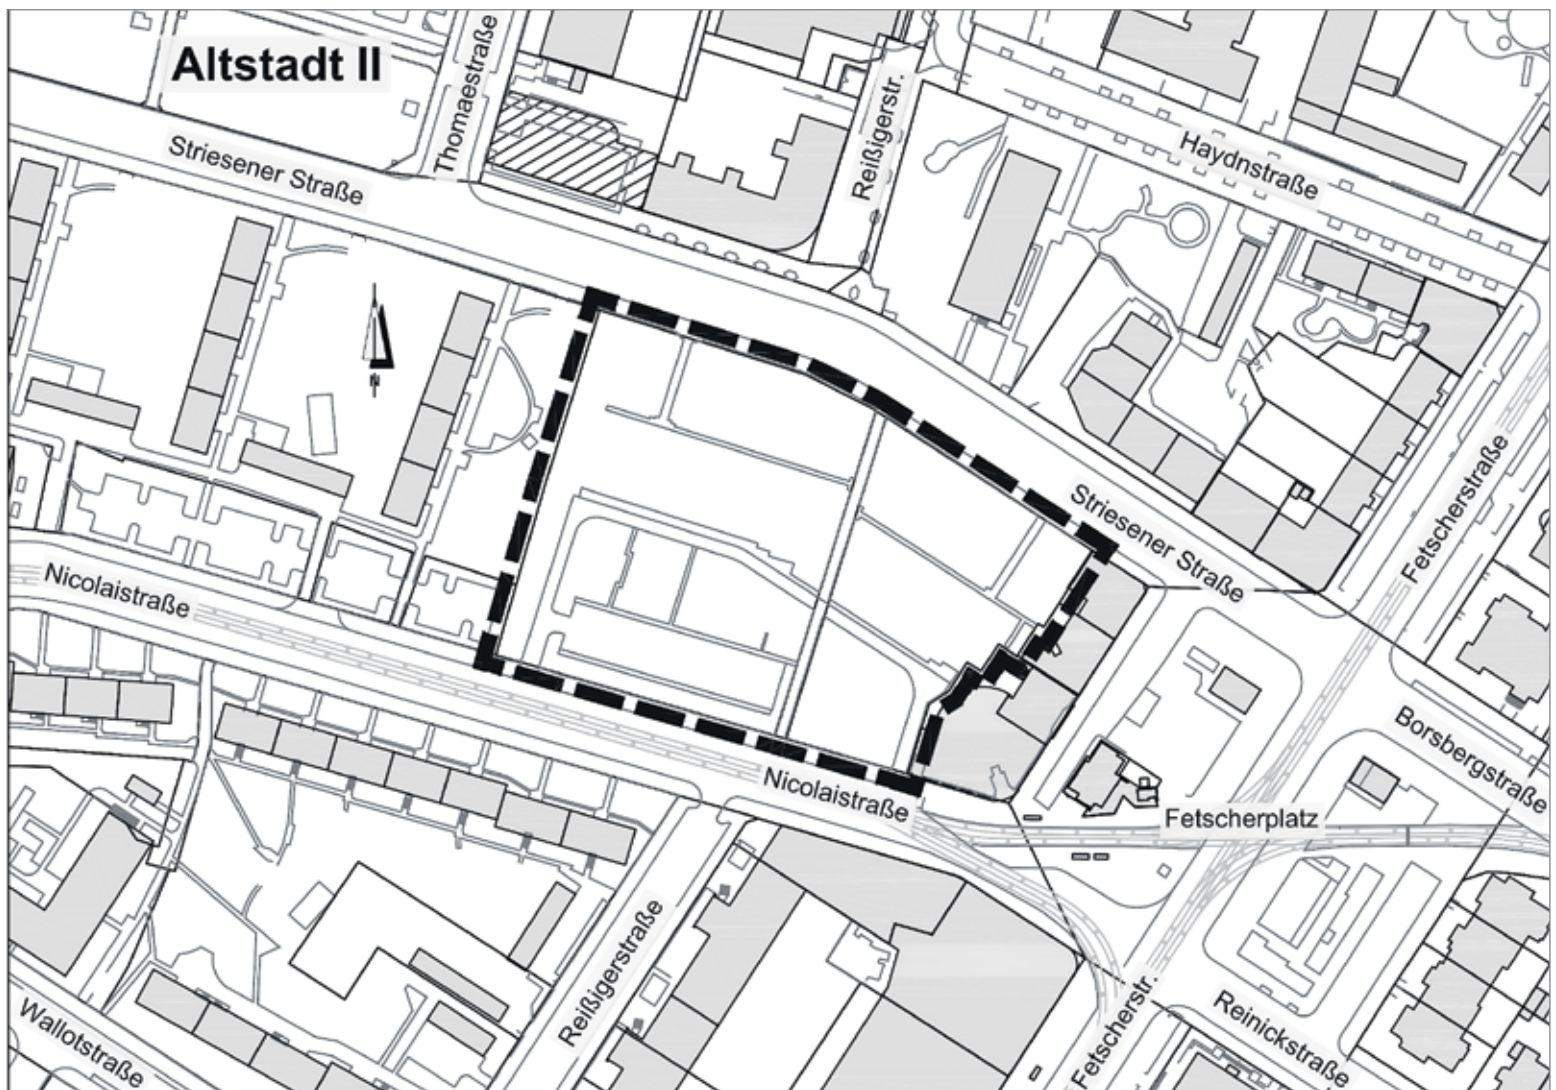 Altstadt II
Thomaestraße
Reißigerstr.
Striesener Straße
Haydnstraße
N
Fetscherstraße
Striesener Straße
Nicolaistraße
Borsbergstraße
Nicolaistraße
Fetscherplatz
Reißigerstraße
Fetscherstr.
Reinickstraße
Wallotstraße